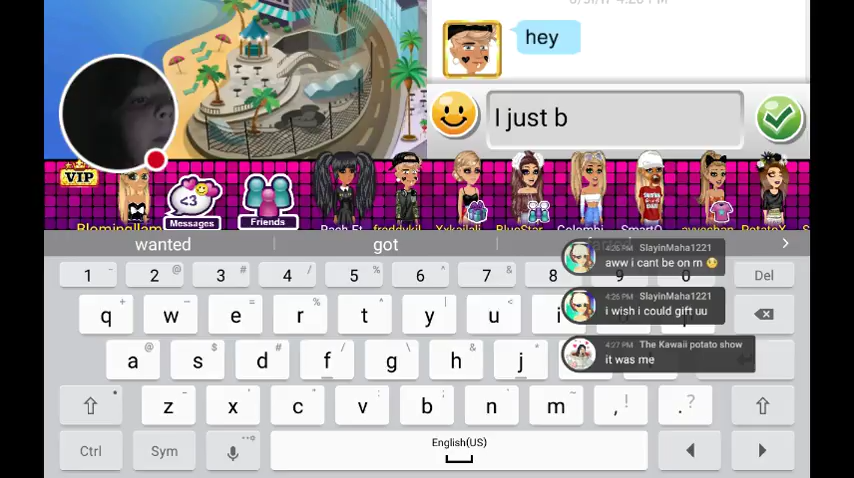 hey
I just b
VIP
<3
Messages
Friends
wanted
got
4:26 PM SlayinMaha1221
aww i cant be on rn 😳
4:26 PM SlayinMaha1221
i wish i could gift uu
4:27 PM The Kawaii potato show
it was me
1 2 @ 3 # 4 / 5 % 6 ^ 7 & 8 9 0 Del
q + w × e = r % t y u < i
a @ s $ d # f / g h & j *
z x c v b n m , ! . ?
Ctrl Sym English(US)